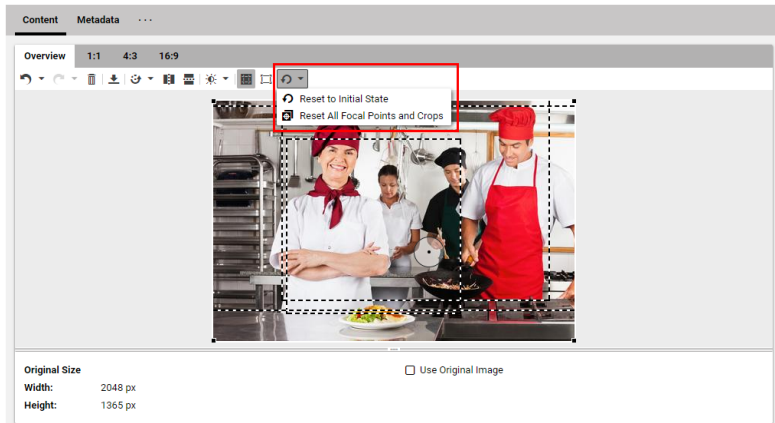 Content Metadata ···
Overview 1:1 4:3 16:9
Reset to Initial State
Reset All Focal Points and Crops
Original Size
Use Original Image
Width: 2048 px
Height: 1365 px